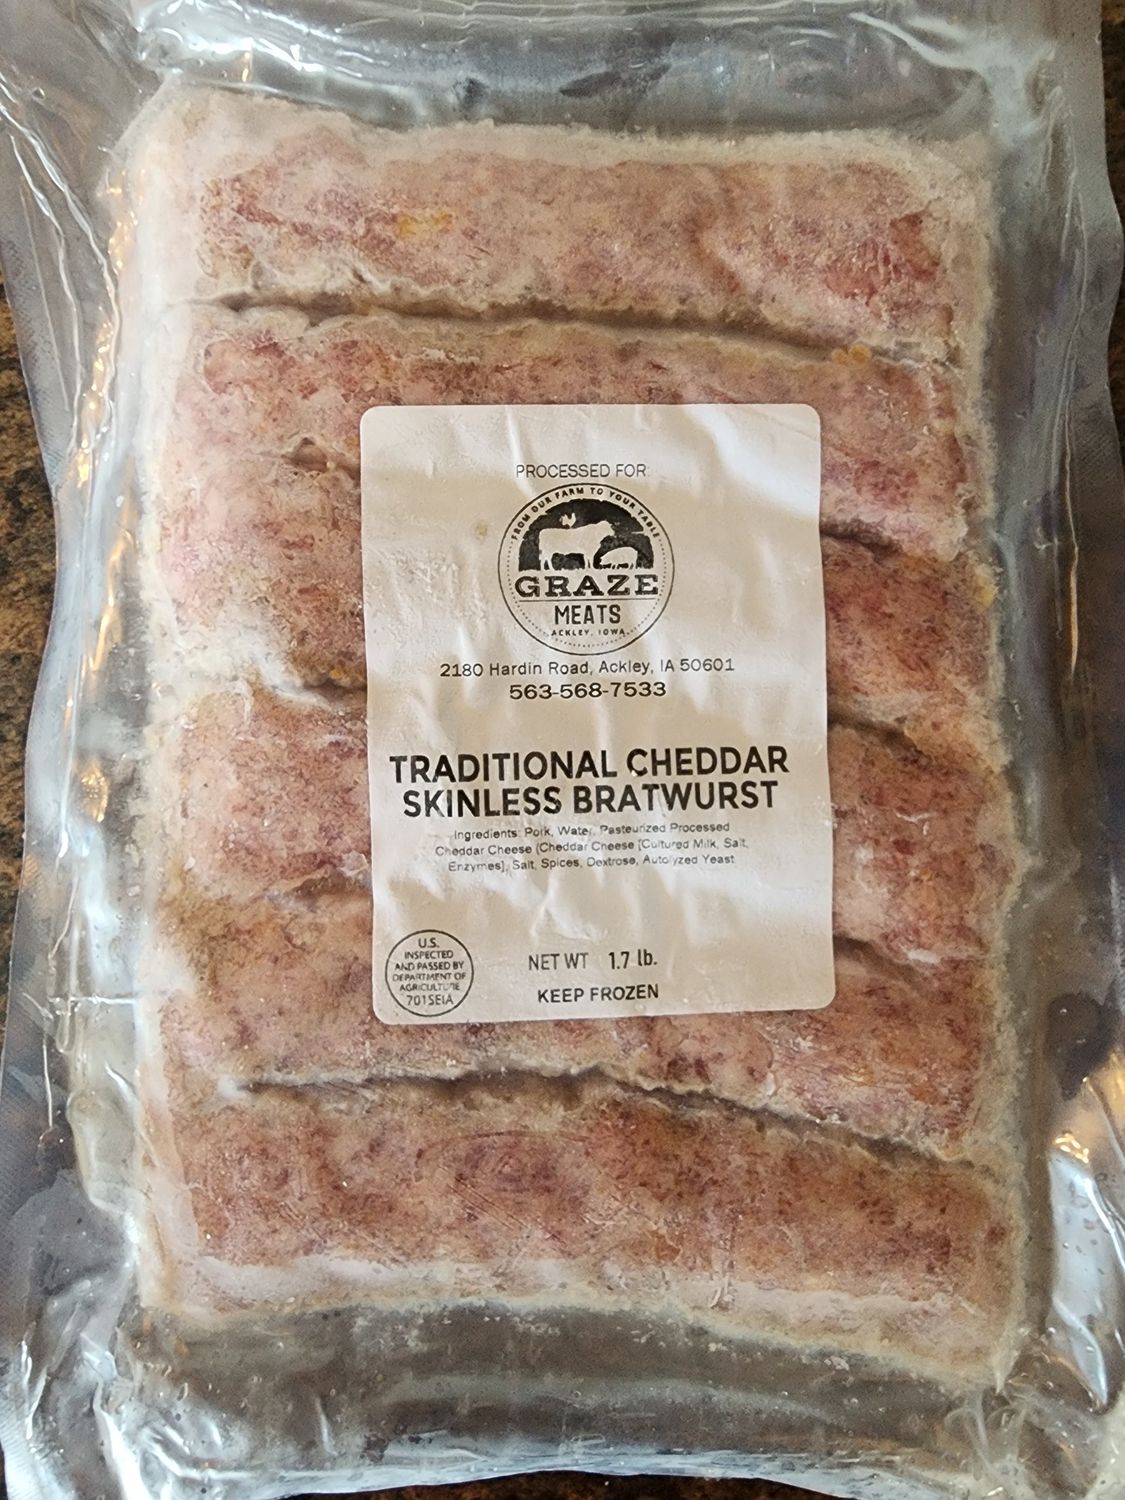 PROCESSED FOR:
FROM OUR FARM TO YOUR TABLE
GRAZE
MEATS
ACKLEY, IOWA
2180 Hardin Road, Ackley, IA 50601
563-568-7533
TRADITIONAL CHEDDAR
SKINLESS BRATWURST
Ingredients: Pork, Water, Pasteurized Processed
Cheddar Cheese (Cheddar Cheese [Cultured Milk, Salt,
Enzymes], Salt, Spices, Dextrose, Autolyzed Yeast
U.S.
INSPECTED
AND PASSED BY
DEPARTMENT OF
AGRICULTURE
701SEIA
NET WT 1.7 lb.
KEEP FROZEN